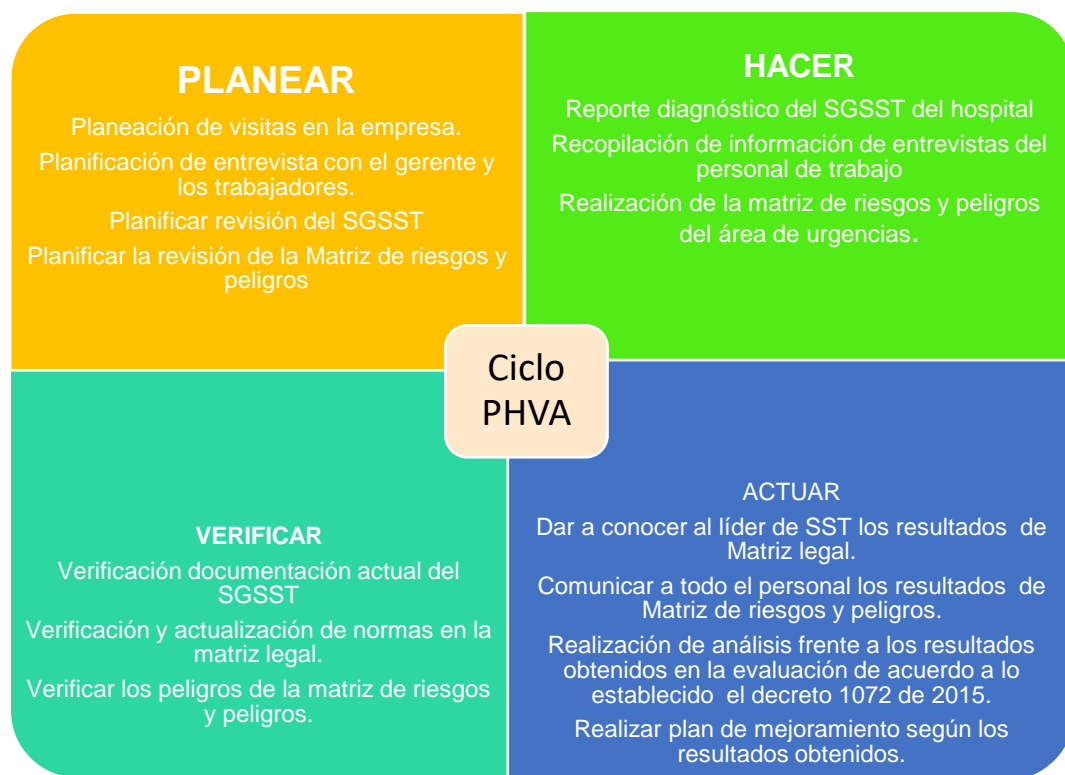 PLANEAR
Planeación de visitas en la empresa.
Planificación de entrevista con el gerente y
los trabajadores.
Planificar revisión del SGSST
Planificar la revisión de la Matriz de riesgos y
peligros
HACER
Reporte diagnóstico del SGSST del hospital
Recopilación de información de entrevistas del
personal de trabajo
Realización de la matriz de riesgos y peligros
del área de urgencias.
Ciclo
PHVA
VERIFICAR
Verificación documentación actual del
SGSST
Verificación y actualización de normas en la
matriz legal.
Verificar los peligros de la matriz de riesgos
y peligros.
ACTUAR
Dar a conocer al líder de SST los resultados de
Matriz legal.
Comunicar a todo el personal los resultados de
Matriz de riesgos y peligros.
Realización de análisis frente a los resultados
obtenidos en la evaluación de acuerdo a lo
establecido el decreto 1072 de 2015.
Realizar plan de mejoramiento según los
resultados obtenidos.